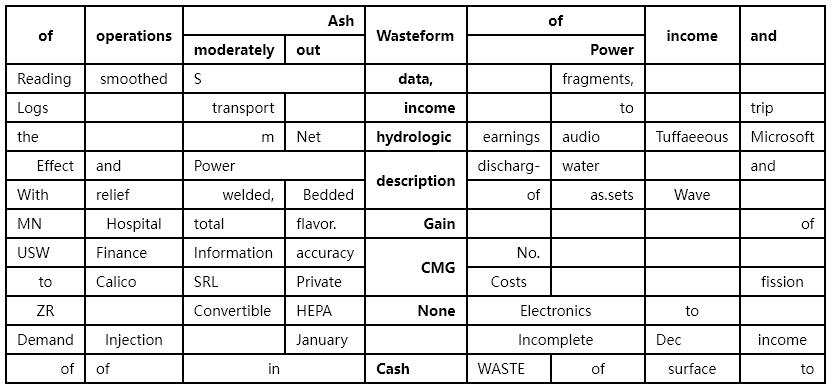 of operations Ash Wasteform of income and
moderately out Power
Reading smoothed S data, fragments,
Logs transport income to trip
the m Net hydrologic earnings audio Tuffaeeous Microsoft
Effect and Power description discharg- water and
With relief welded, Bedded of as.sets Wave
MN Hospital total flavor. Gain of
USW Finance Information accuracy CMG No.
to Calico SRL Private Costs fission
ZR Convertible HEPA None Electronics to
Demand Injection January Incomplete Dec income
of of in Cash WASTE of surface to